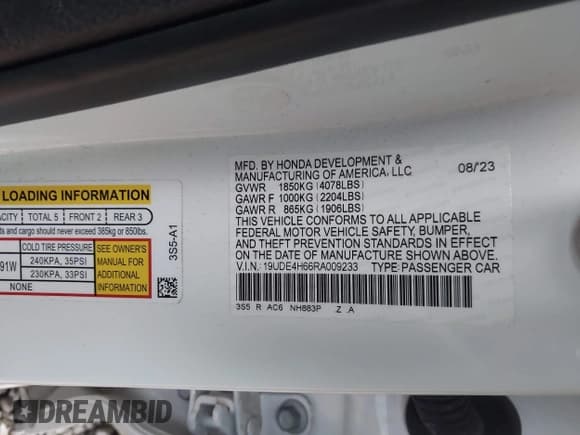 MFD. BY HONDA DEVELOPMENT &
MANUFACTURING OF AMERICA, LLC 08/23
GVWR 1850KG (4078LBS)
GAWR F 1000KG (2204LBS)
GAWR R 865KG (1906LBS)
THIS VEHICLE CONFORMS TO ALL APPLICABLE
FEDERAL MOTOR VEHICLE SAFETY, BUMPER,
AND THEFT PREVENTION STANDARDS IN EFFECT
ON THE DATE OF MANUFACTURE SHOWN ABOVE.
V.I.N.: 19UDE4H66RA009233 TYPE: PASSENGER CAR
3S5 R AC6 NH883P Z A
LOADING INFORMATION
ACITY TOTAL 5 FRONT 2 REAR 3
ts and cargo should never exceed 385kg or 850lbs.
COLD TIRE PRESSURE
91W 240KPA, 35PSI
230KPA, 33PSI
NONE
SEE OWNER'S
MANUAL FOR
ADDITIONAL
INFORMATION
3S5-A1
DREAMBID